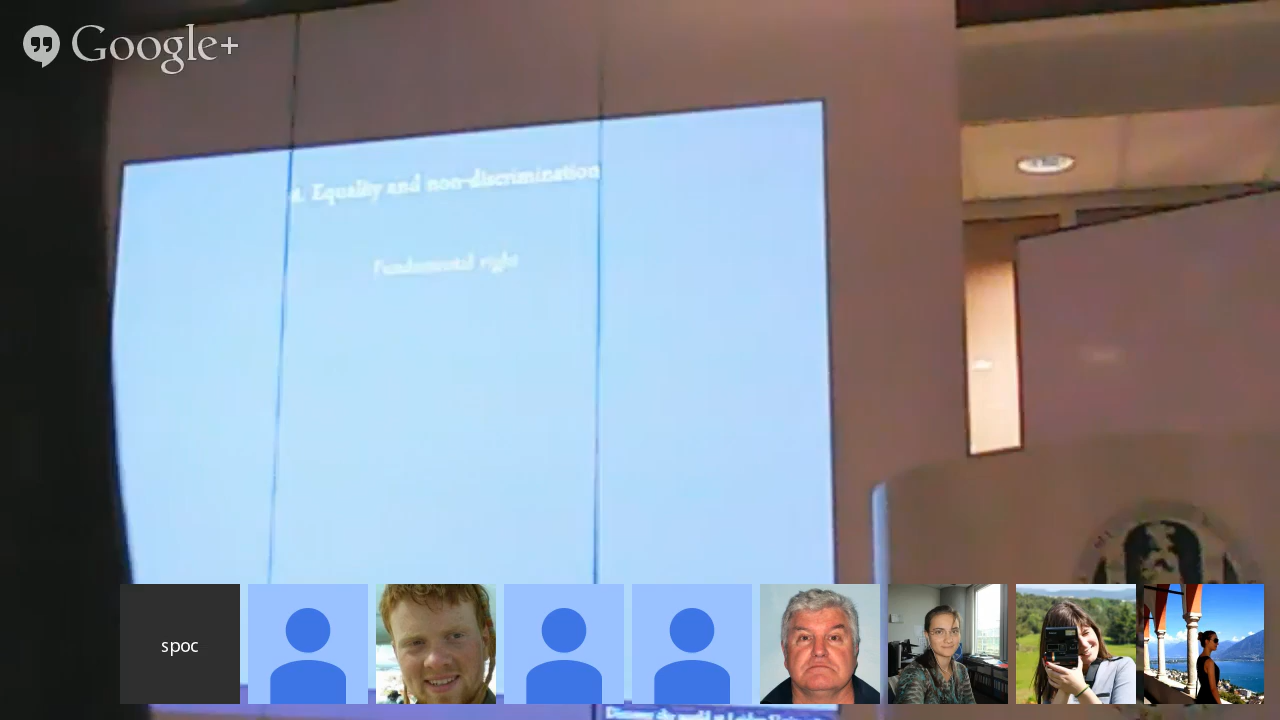 Google+
4. Equality and non-discrimination
Fundamental right
spoc